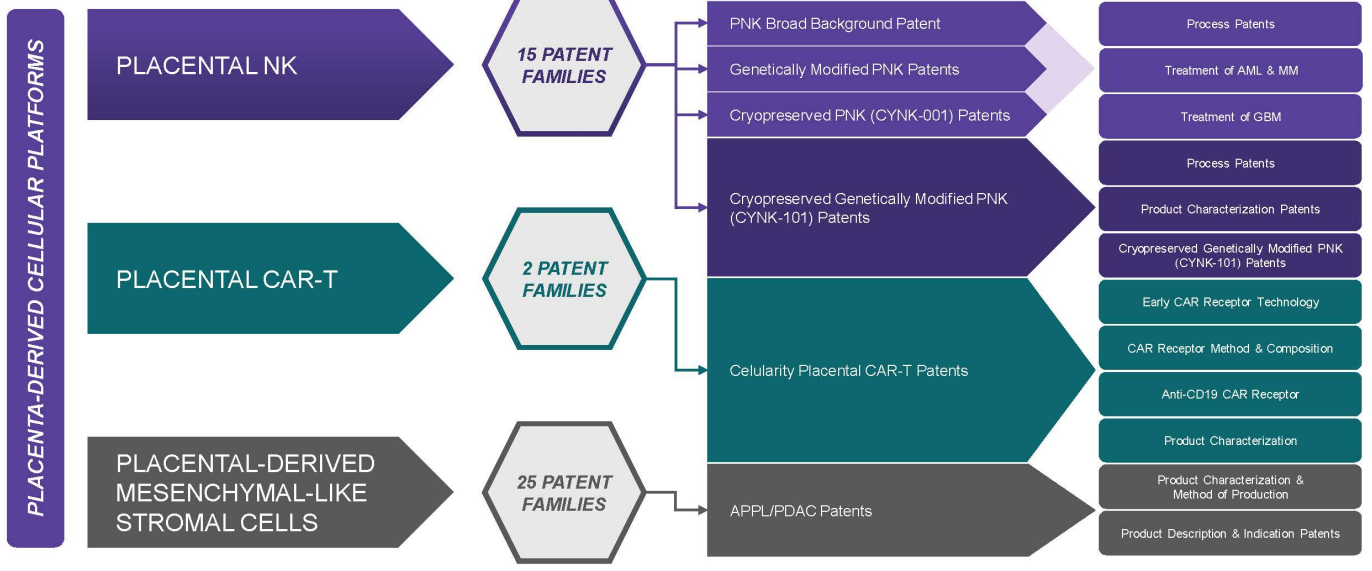 PLACENTA-DERIVED CELLULAR PLATFORMS
PLACENTAL NK
15 PATENT
FAMILIES
PNK Broad Background Patent
Genetically Modified PNK Patents
Cryopreserved PNK (CYNK-001) Patents
Cryopreserved Genetically Modified PNK
(CYNK-101) Patents
Process Patents
Treatment of AML & MM
Treatment of GBM
Process Patents
Product Characterization Patents
Cryopreserved Genetically Modified PNK
(CYNK-101) Patents
PLACENTAL CAR-T
2 PATENT
FAMILIES
Celularity Placental CAR-T Patents
Early CAR Receptor Technology
CAR Receptor Method & Composition
Anti-CD19 CAR Receptor
Product Characterization
PLACENTAL-DERIVED
MESENCHYMAL-LIKE
STROMAL CELLS
25 PATENT
FAMILIES
APPL/PDAC Patents
Product Characterization &
Method of Production
Product Description & Indication Patents